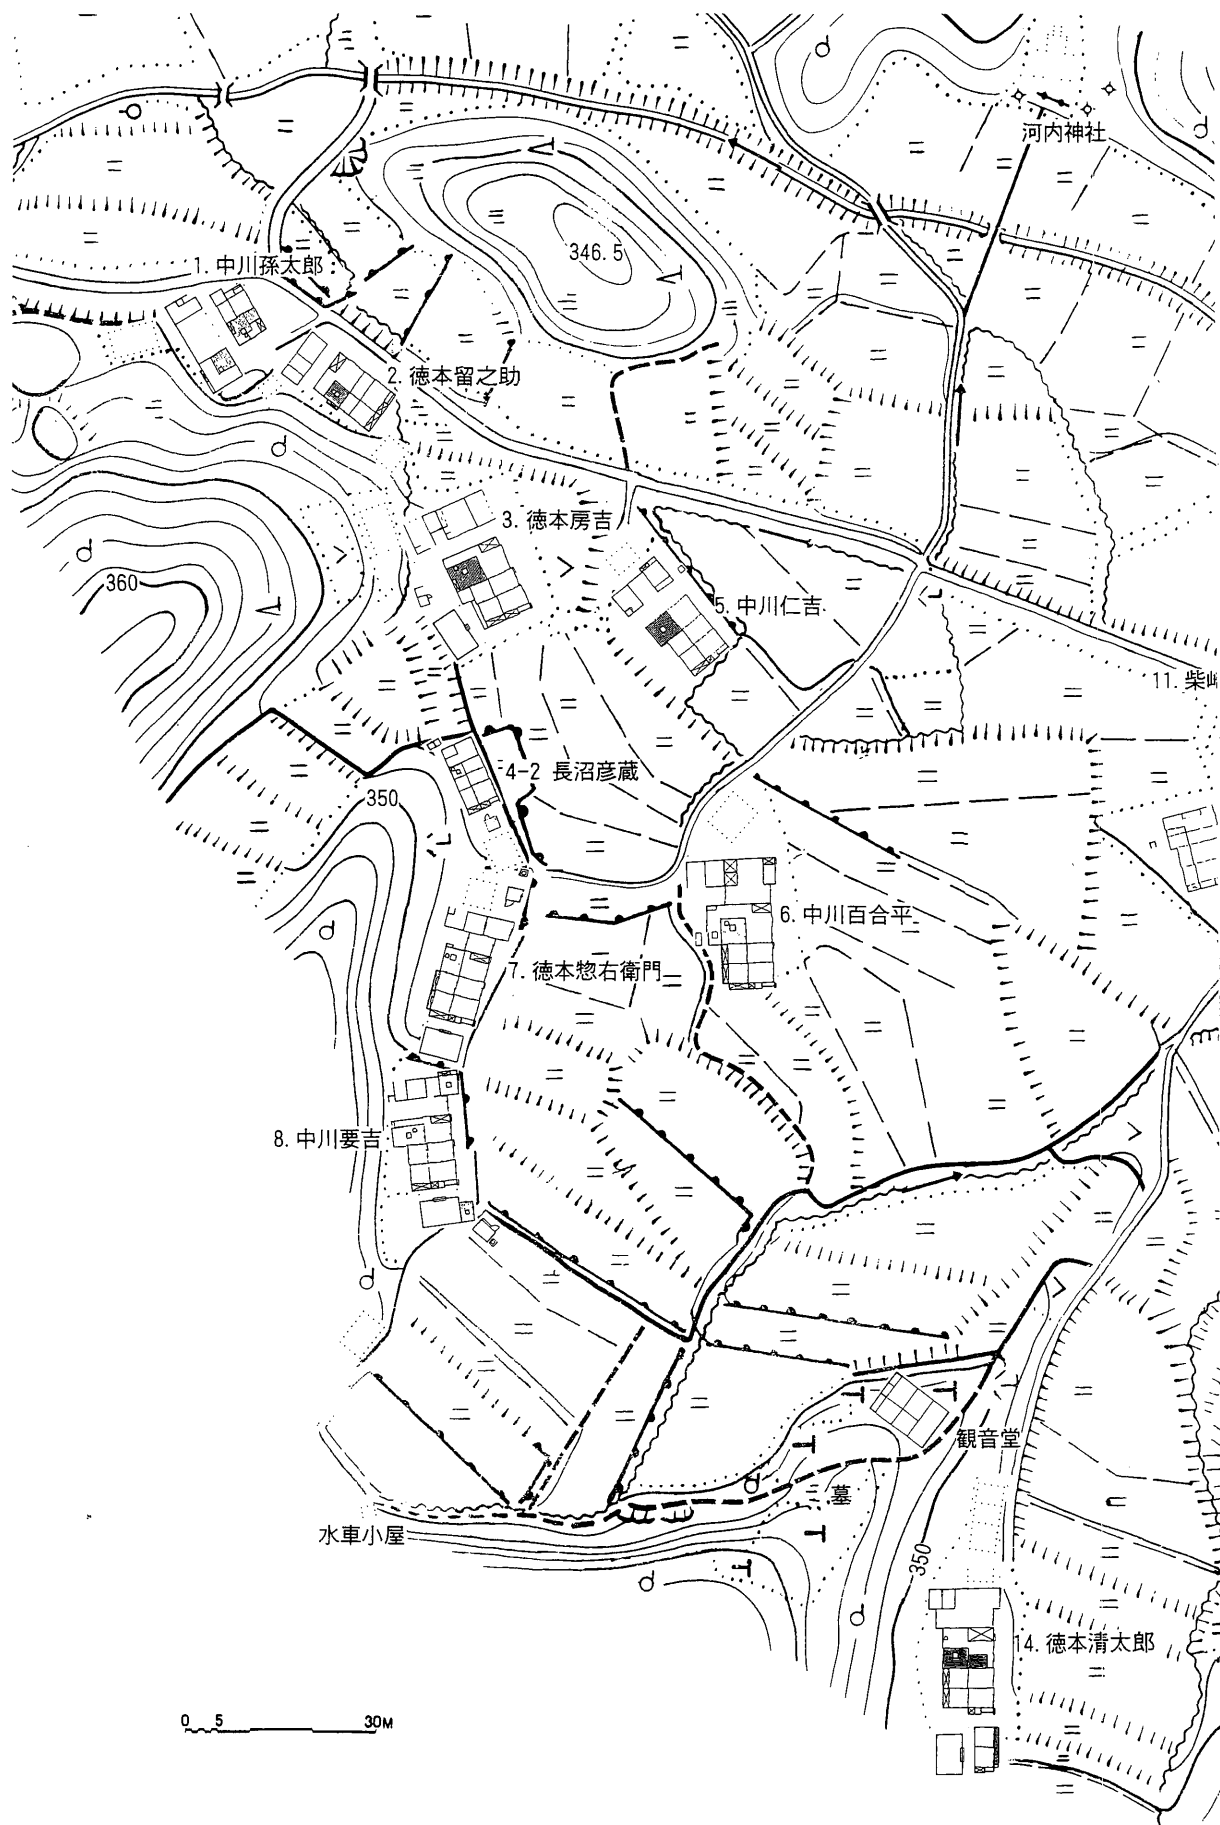 河内神社
346.5
1. 中川孫太郎
2. 徳本留之助
3. 徳本房吉
360
5. 中川仁吉
11. 柴
4-2 長沼彦蔵
350
6. 中川百合平
7. 徳本惣右衛門
8. 中川要吉
観音堂
墓
水車小屋
350
14. 徳本清太郎
0 5 30M